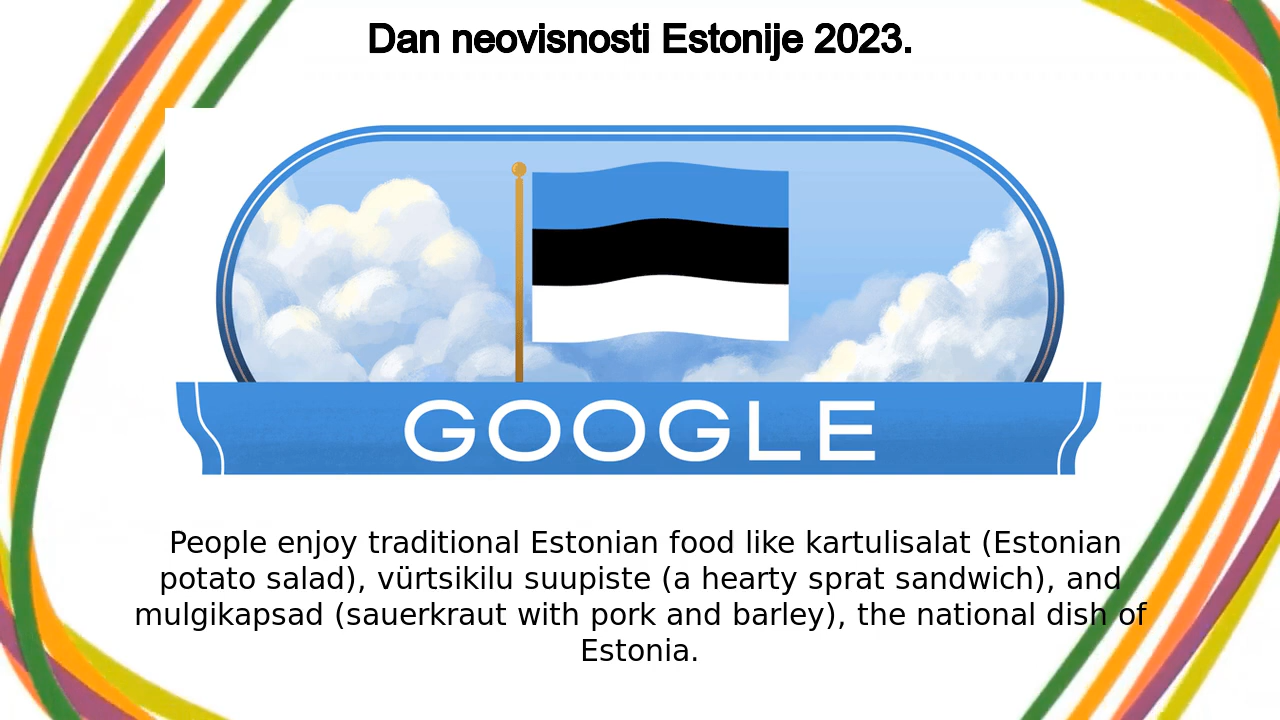 Dan neovisnosti Estonije 2023.
GOOGLE
People enjoy traditional Estonian food like kartulisalat (Estonian
potato salad), vürtsikilu suupiste (a hearty sprat sandwich), and
mulgikapsad (sauerkraut with pork and barley), the national dish of
Estonia.